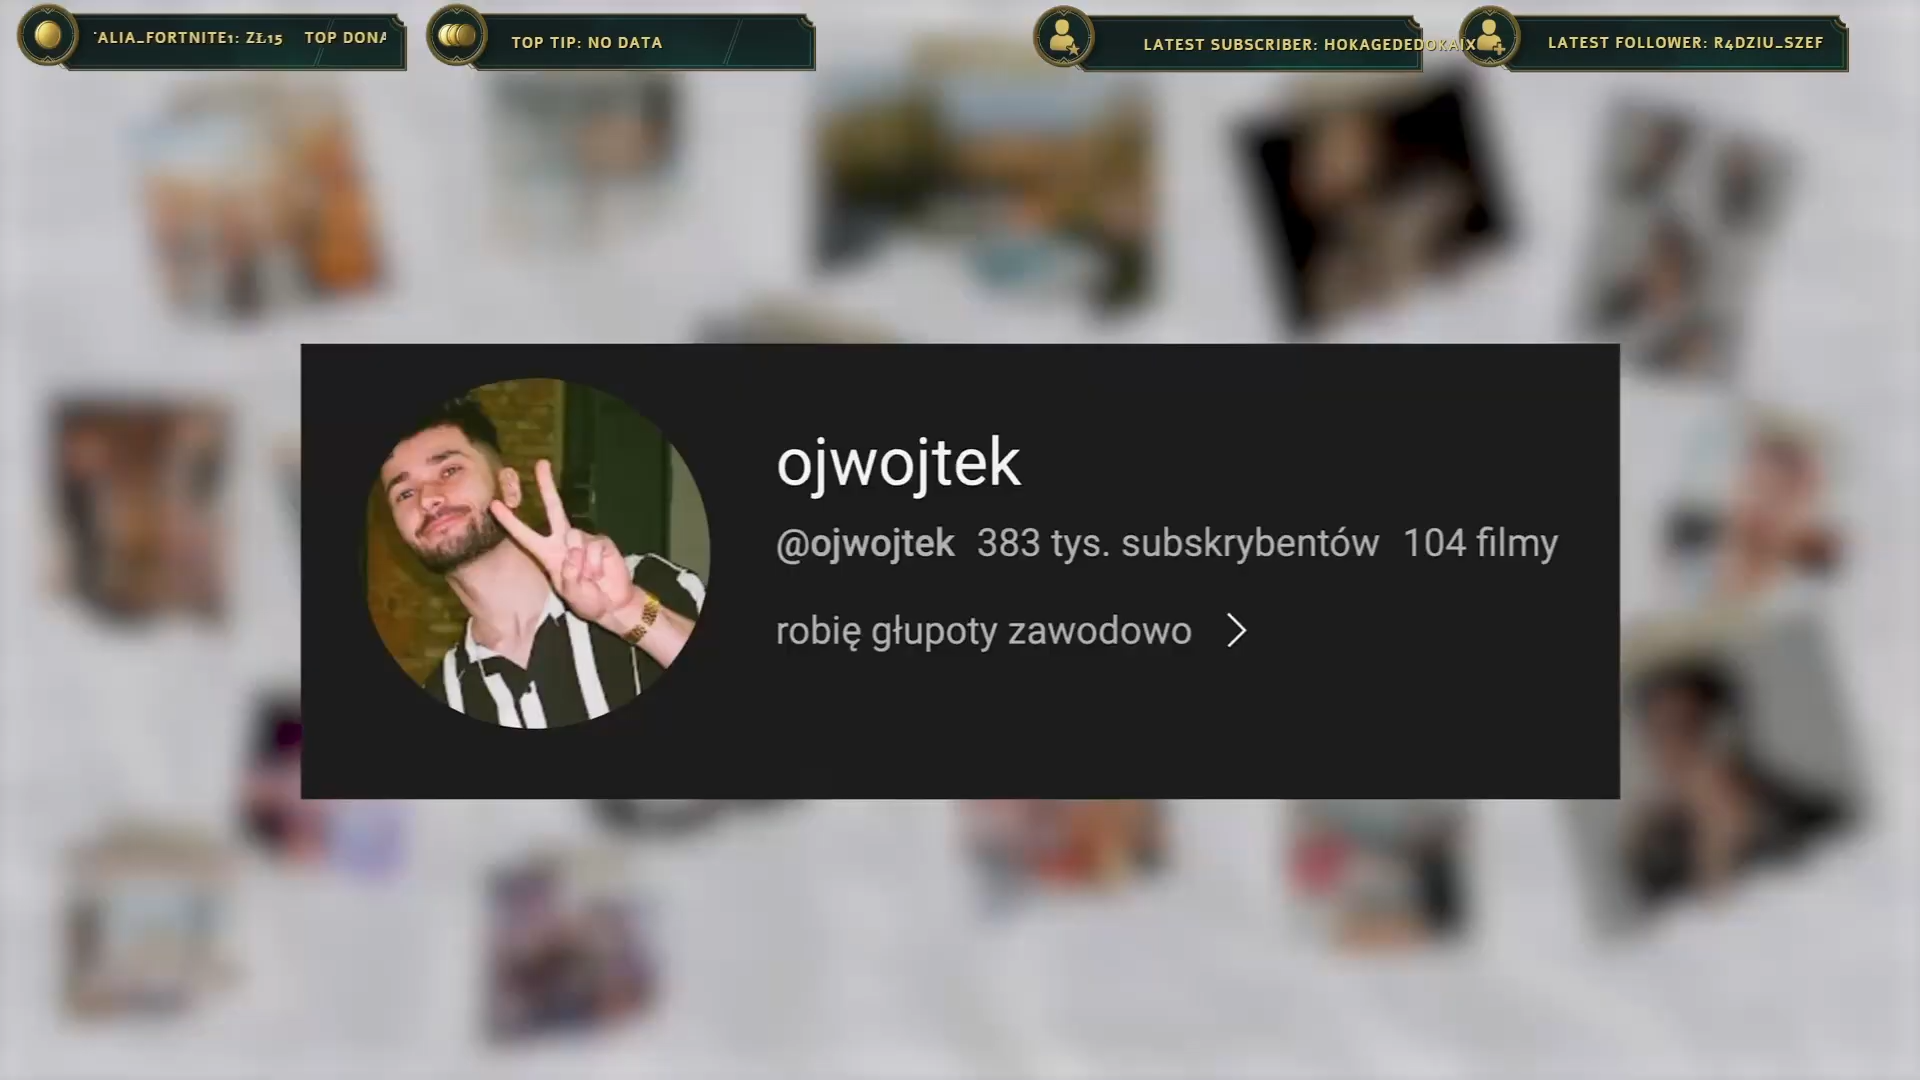 ALIA_FORTNITE1: ZŁ15 TOP DONA
TOP TIP: NO DATA
LATEST SUBSCRIBER: HOKAGEDEDOKAIX
LATEST FOLLOWER: R4DZIU_SZEF
ojwojtek
@ojwojtek 383 tys. subskrybentów 104 filmy
robię głupoty zawodowo